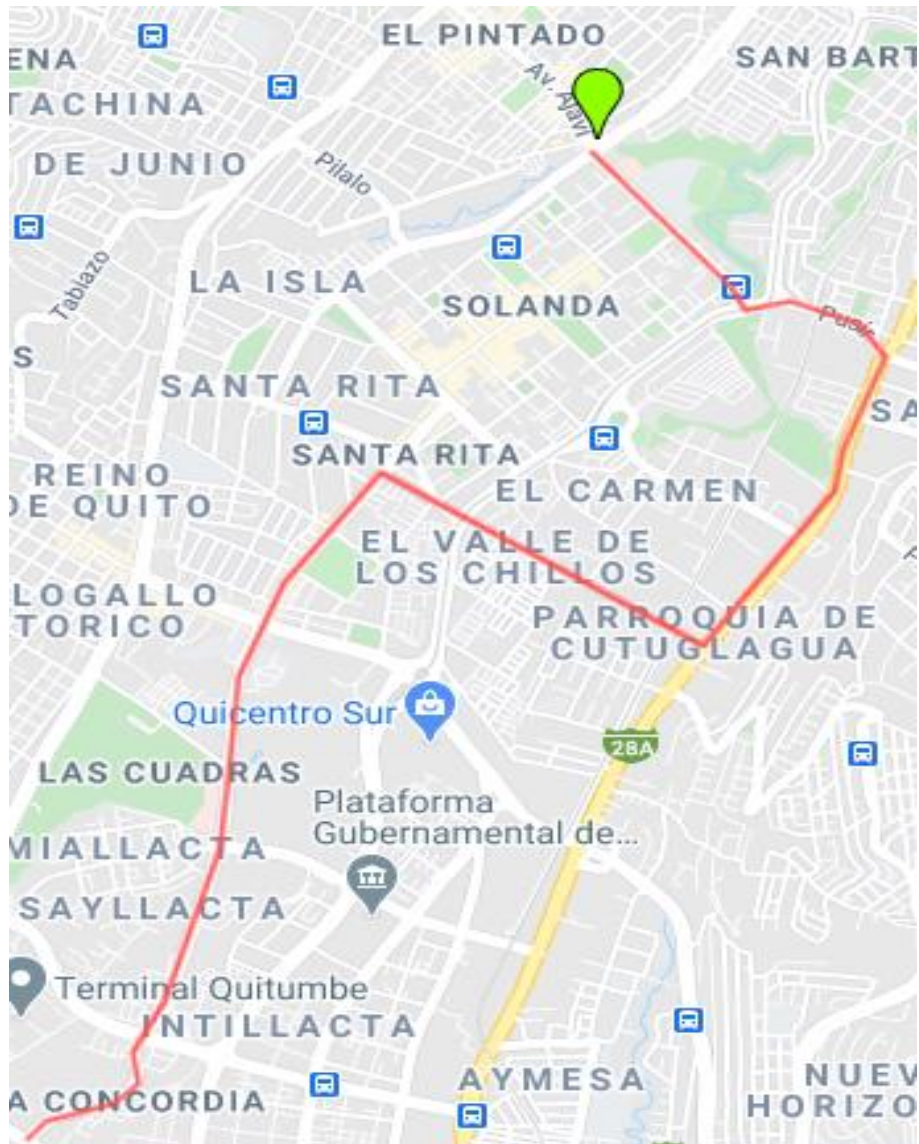 EL PINTADO
SAN BART
ENA
TACHINA
Av. Ajaví
DE JUNIO
Pilalo
LA ISLA
Tablazo
SOLANDA
Pusir
S
SANTA RITA
SA
SANTA RITA
REINO
DE QUITO
EL CARMEN
EL VALLE DE
LOS CHILLOS
LOGALLO
TORICO
PARROQUIA DE
CUTUGLAGUA
Quicentro Sur
28A
LAS CUADRAS
Plataforma
Gubernamental de...
MIALLACTA
SAYLLACTA
Terminal Quitumbe
INTILLACTA
AYMESA
NUEV
HORIZO
A CONCORDIA